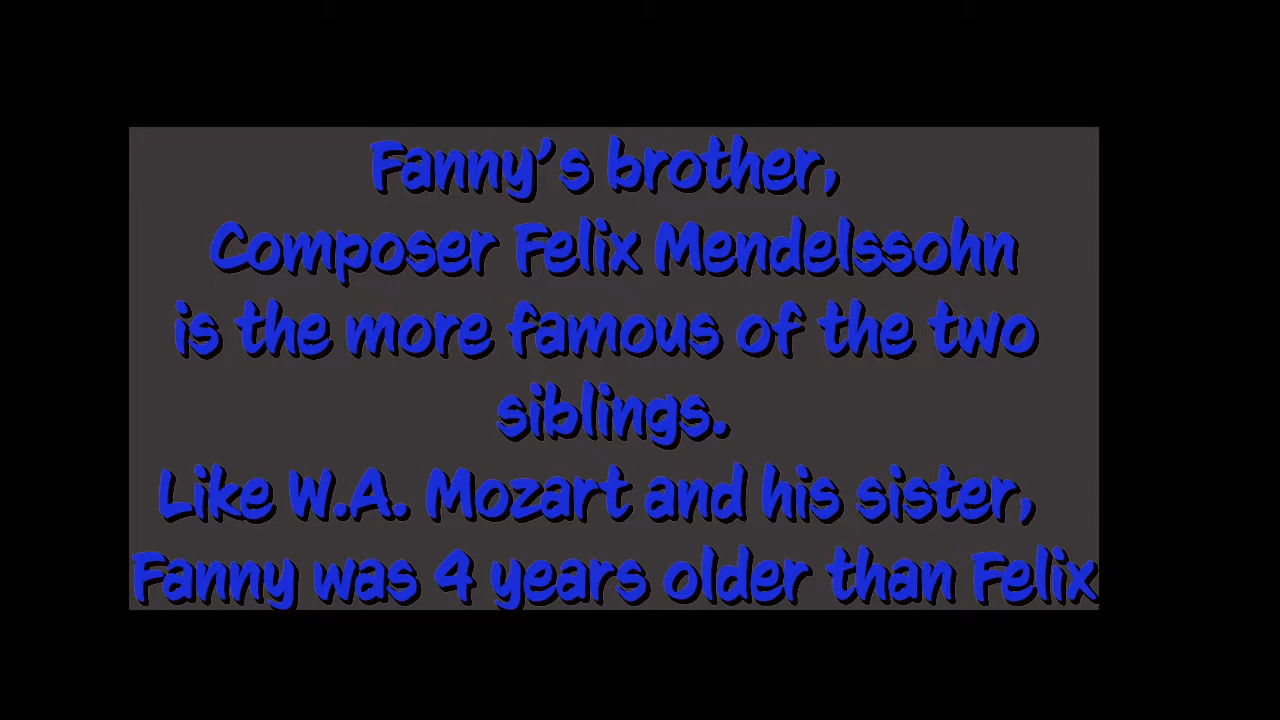 Fanny's brother,
Composer Felix Mendelssohn
is the more famous of the two
siblings.
Like W.A. Mozart and his sister,
Fanny was 4 years older than Felix